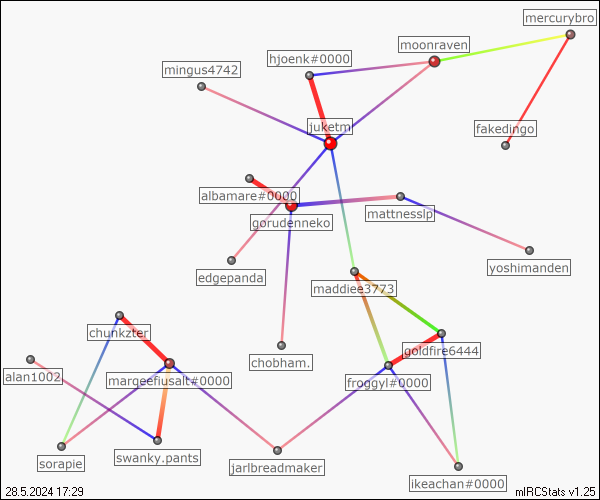 mercurybro
moonraven
hjoenk#0000
mingus4742
juketm
fakedingo
albamare#0000
mattnesslp
gorudenneko
edgepanda
yoshimanden
maddiee3773
chunkzter
goldfire6444
chobham.
alan1002
marqeefiusalt#0000
froggyl#0000
swanky.pants
sorapie
jarlbreadmaker
ikeachan#0000
28.5.2024 17:29
mIRCStats v1.25